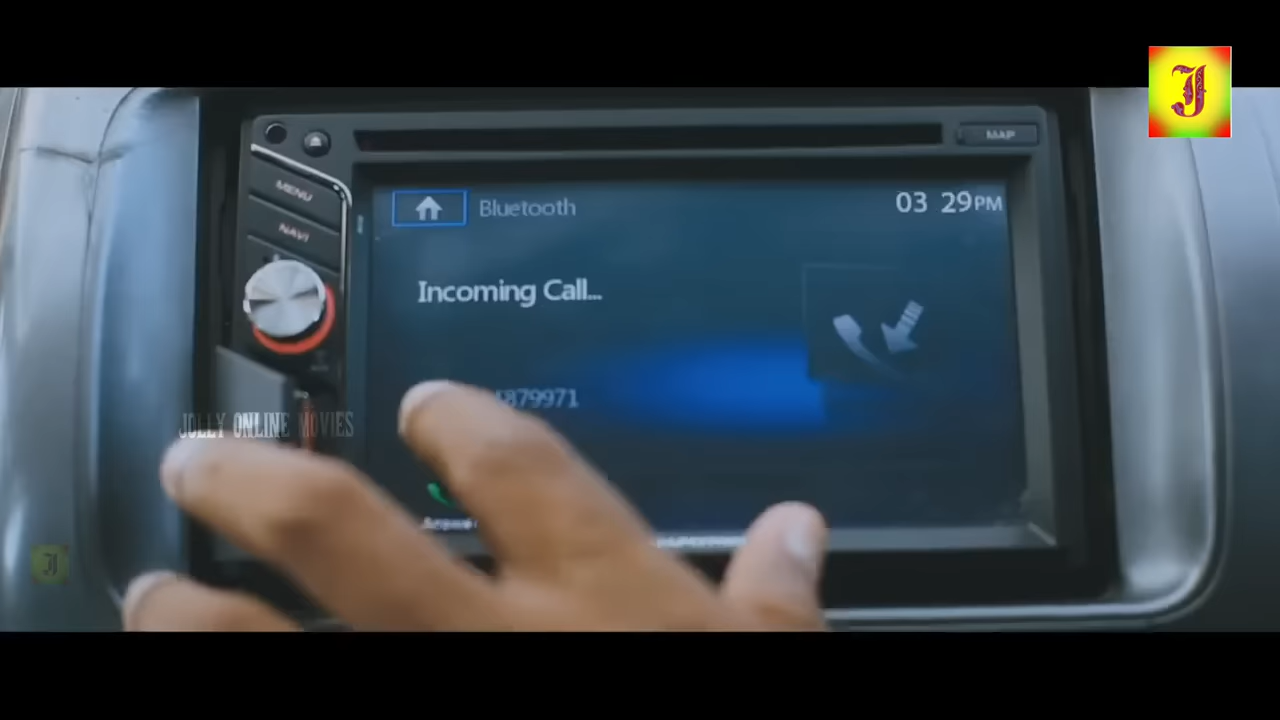 J
MAP
MENU
Bluetooth
03 29PM
NAVI
Incoming Call...
879971
JOLLY ONLINE MOVIES
J